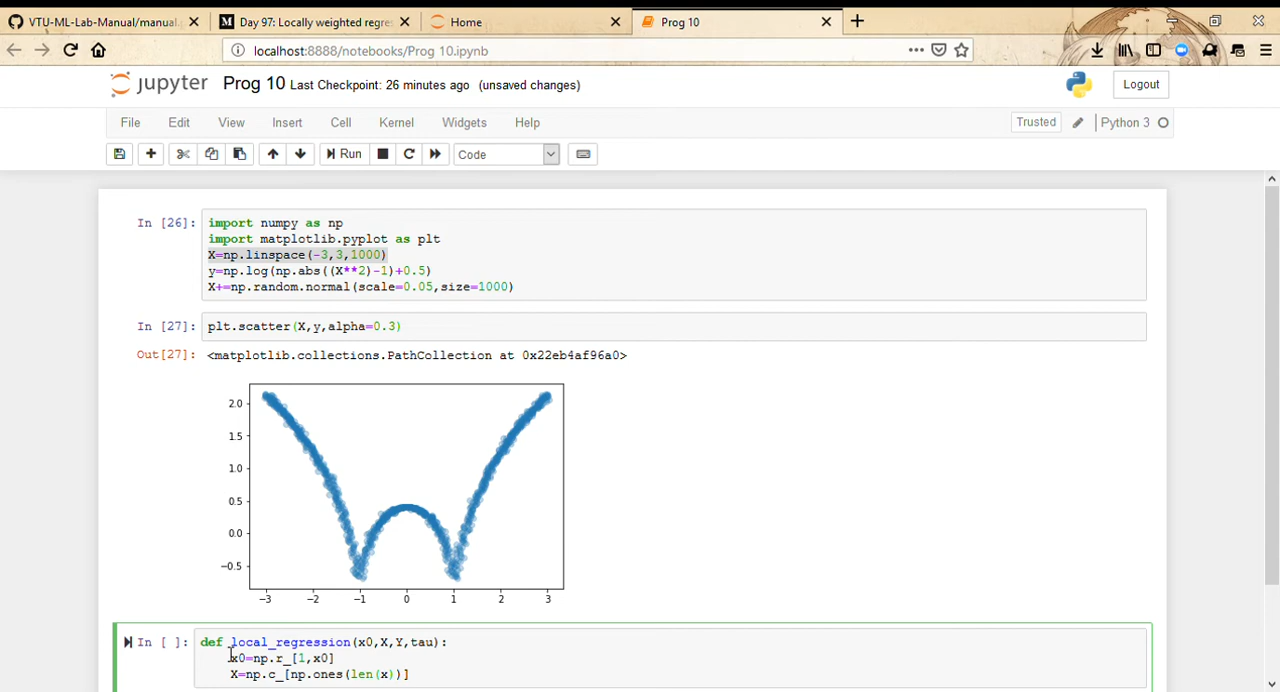 VTU-ML-Lab-Manual/manual.
Day 97: Locally weighted regres
Home
Prog 10
localhost:8888/notebooks/Prog 10.ipynb
jupyter Prog 10 Last Checkpoint: 26 minutes ago (unsaved changes)
Logout
File Edit View Insert Cell Kernel Widgets Help
Trusted Python 3
Run Code
In [26]: import numpy as np
import matplotlib.pyplot as plt
X=np.linspace(-3,3,1000)
y=np.log(np.abs((X**2)-1)+0.5)
X+=np.random.normal(scale=0.05,size=1000)
In [27]: plt.scatter(X,y,alpha=0.3)
Out[27]: <matplotlib.collections.PathCollection at 0x22eb4af96a0>
2.0
1.5
1.0
0.5
0.0
−0.5
−3 −2 −1 0 1 2 3
In [ ]: def local_regression(x0,X,Y,tau):
x0=np.r_[1,x0]
X=np.c_[np.ones(len(x))]